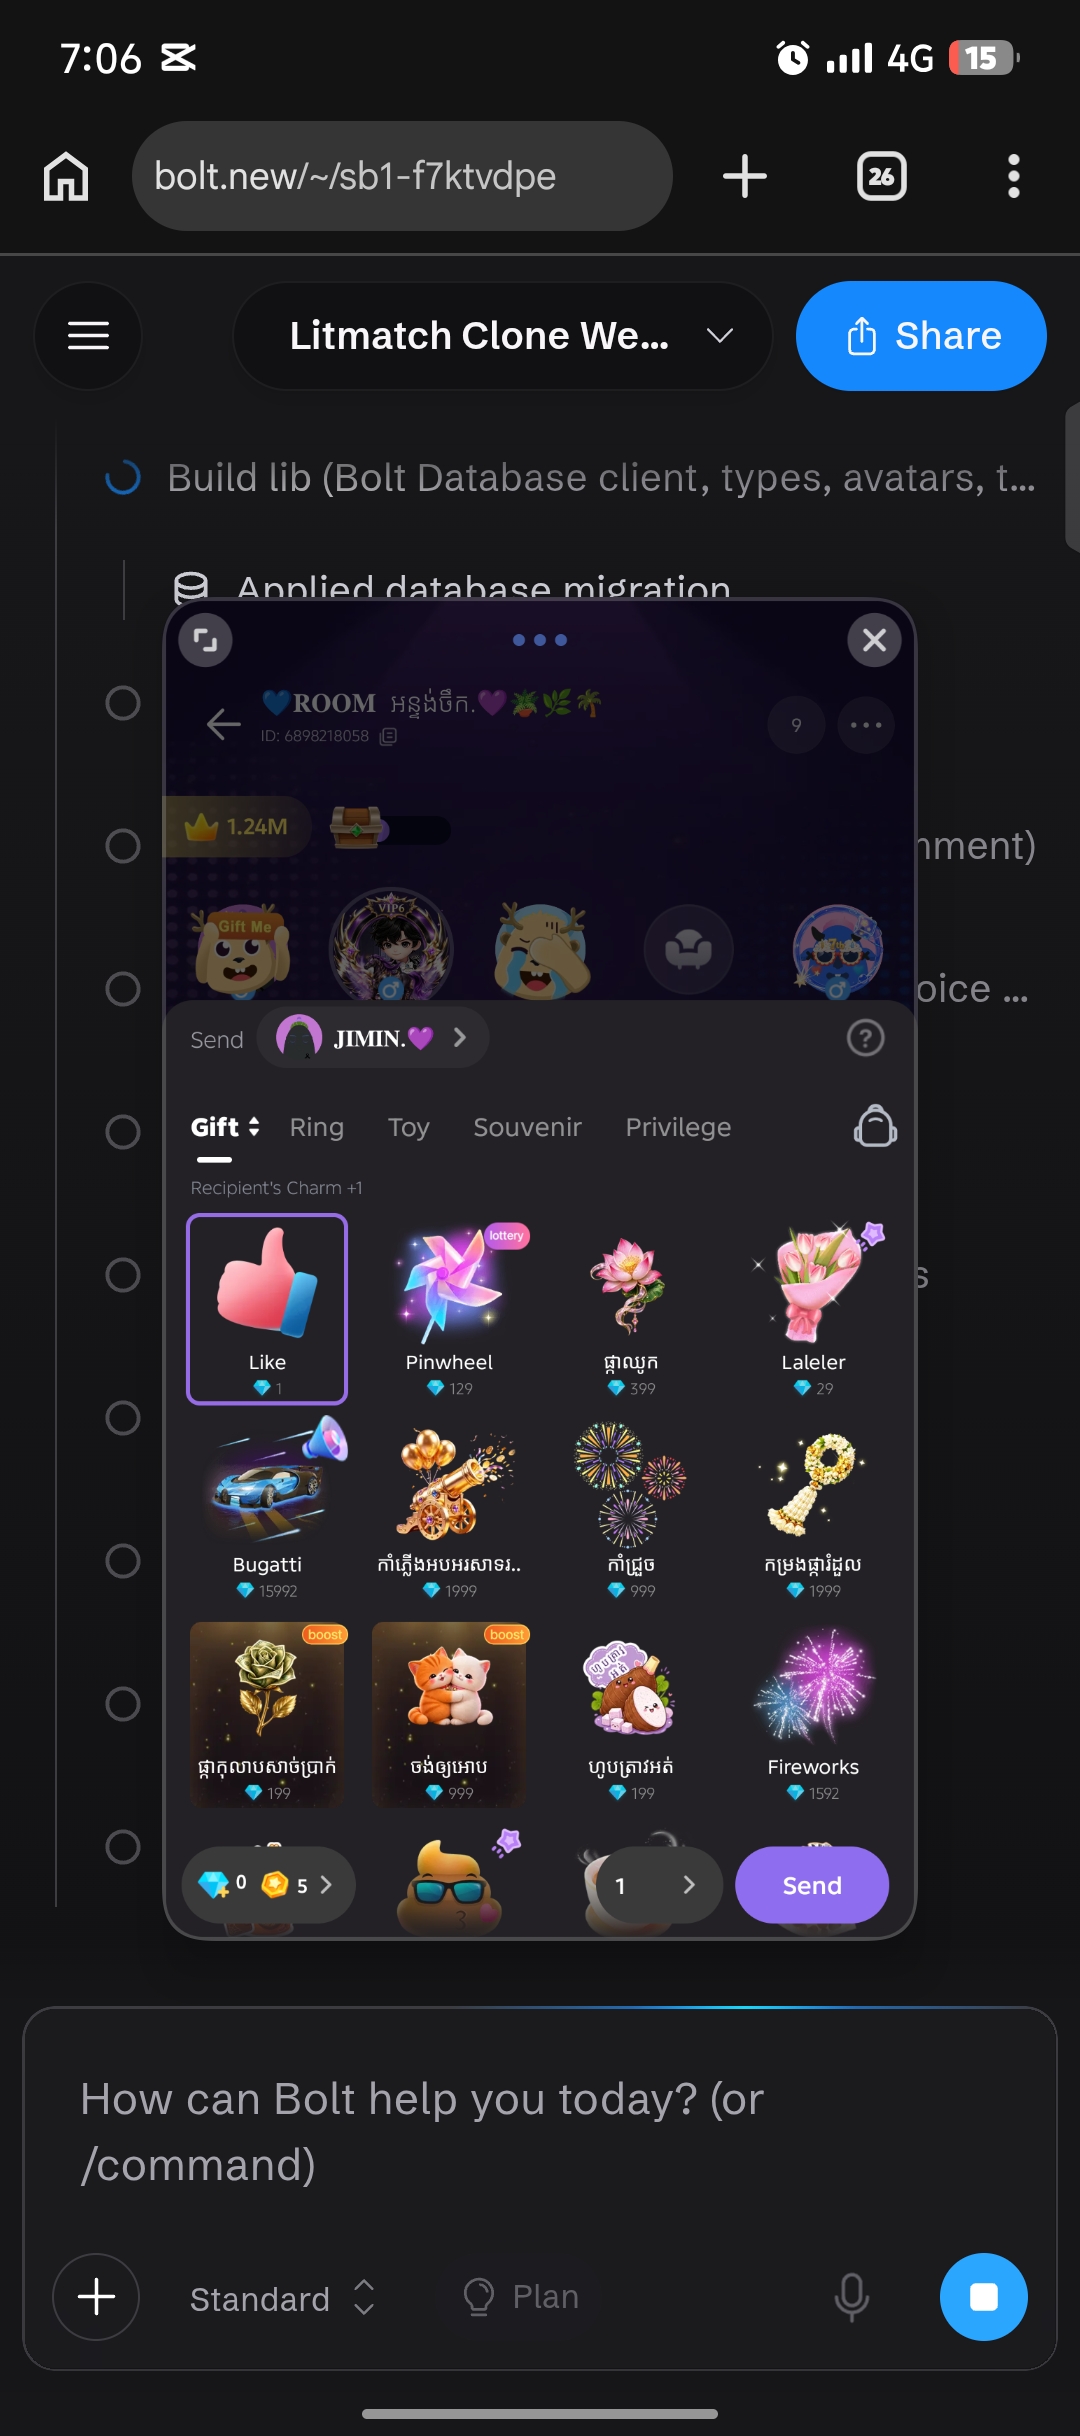 7:06
4G
15
bolt.new/~/sb1-f7ktvdpe
26
Litmatch Clone We...
Share
Build lib (Bolt Database client, types, avatars, t...
Applied database migration
💙ROOM អន្ទង់ចឹក.💜🪴🌿🌴
ID: 6898218058
9
1.24M
nment)
Gift Me
VIP6
oice ...
Send
JIMIN.💜
Gift
Ring
Toy
Souvenir
Privilege
Recipient's Charm +1
lottery
Like
Pinwheel
ផ្កាឈូក
Laleler
1
129
399
29
s
Bugatti
កាំភ្លើងអបអរសាទរ..
កាំជ្រួច
កម្រងផ្ការំដួល
15992
1999
999
1999
boost
boost
ផ្កាកុលាបសាច់ប្រាក់
ចង់ឲ្យអោប
ហូបត្រាវអត់
Fireworks
199
999
199
1592
0
5
1
Send
How can Bolt help you today? (or
/command)
Standard
Plan